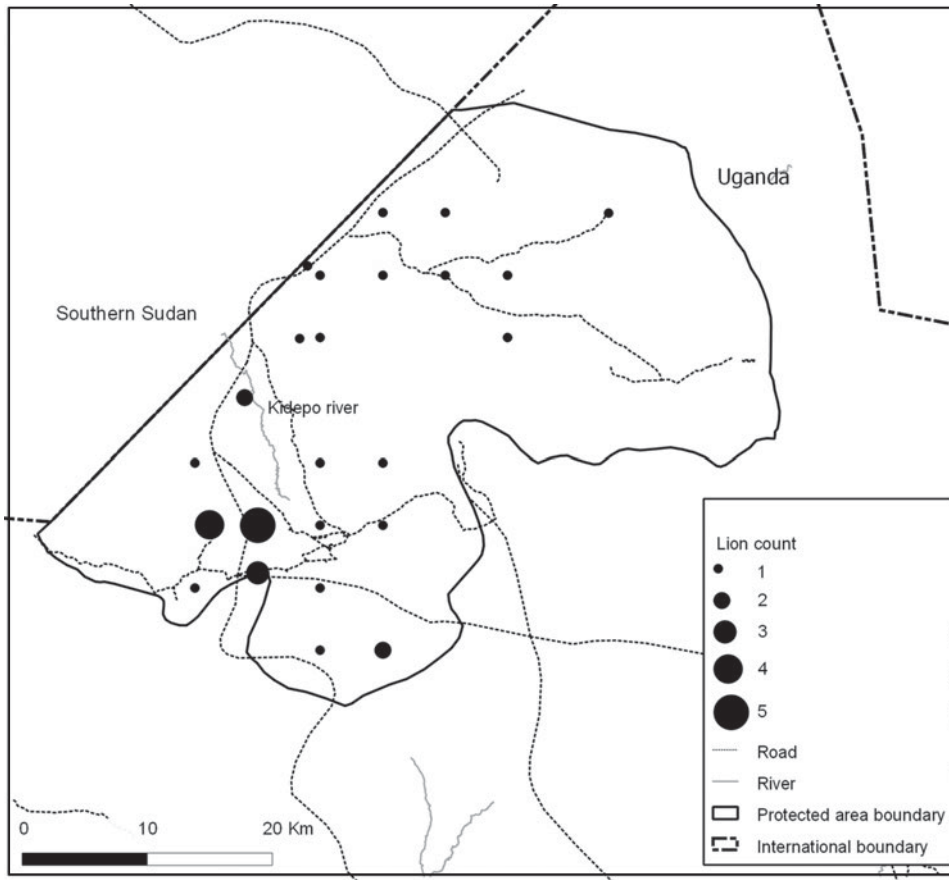 Uganda
Southern Sudan
Kidepo river
Lion count
1
2
3
4
5
Road
River
Protected area boundary
International boundary
0 10 20 Km